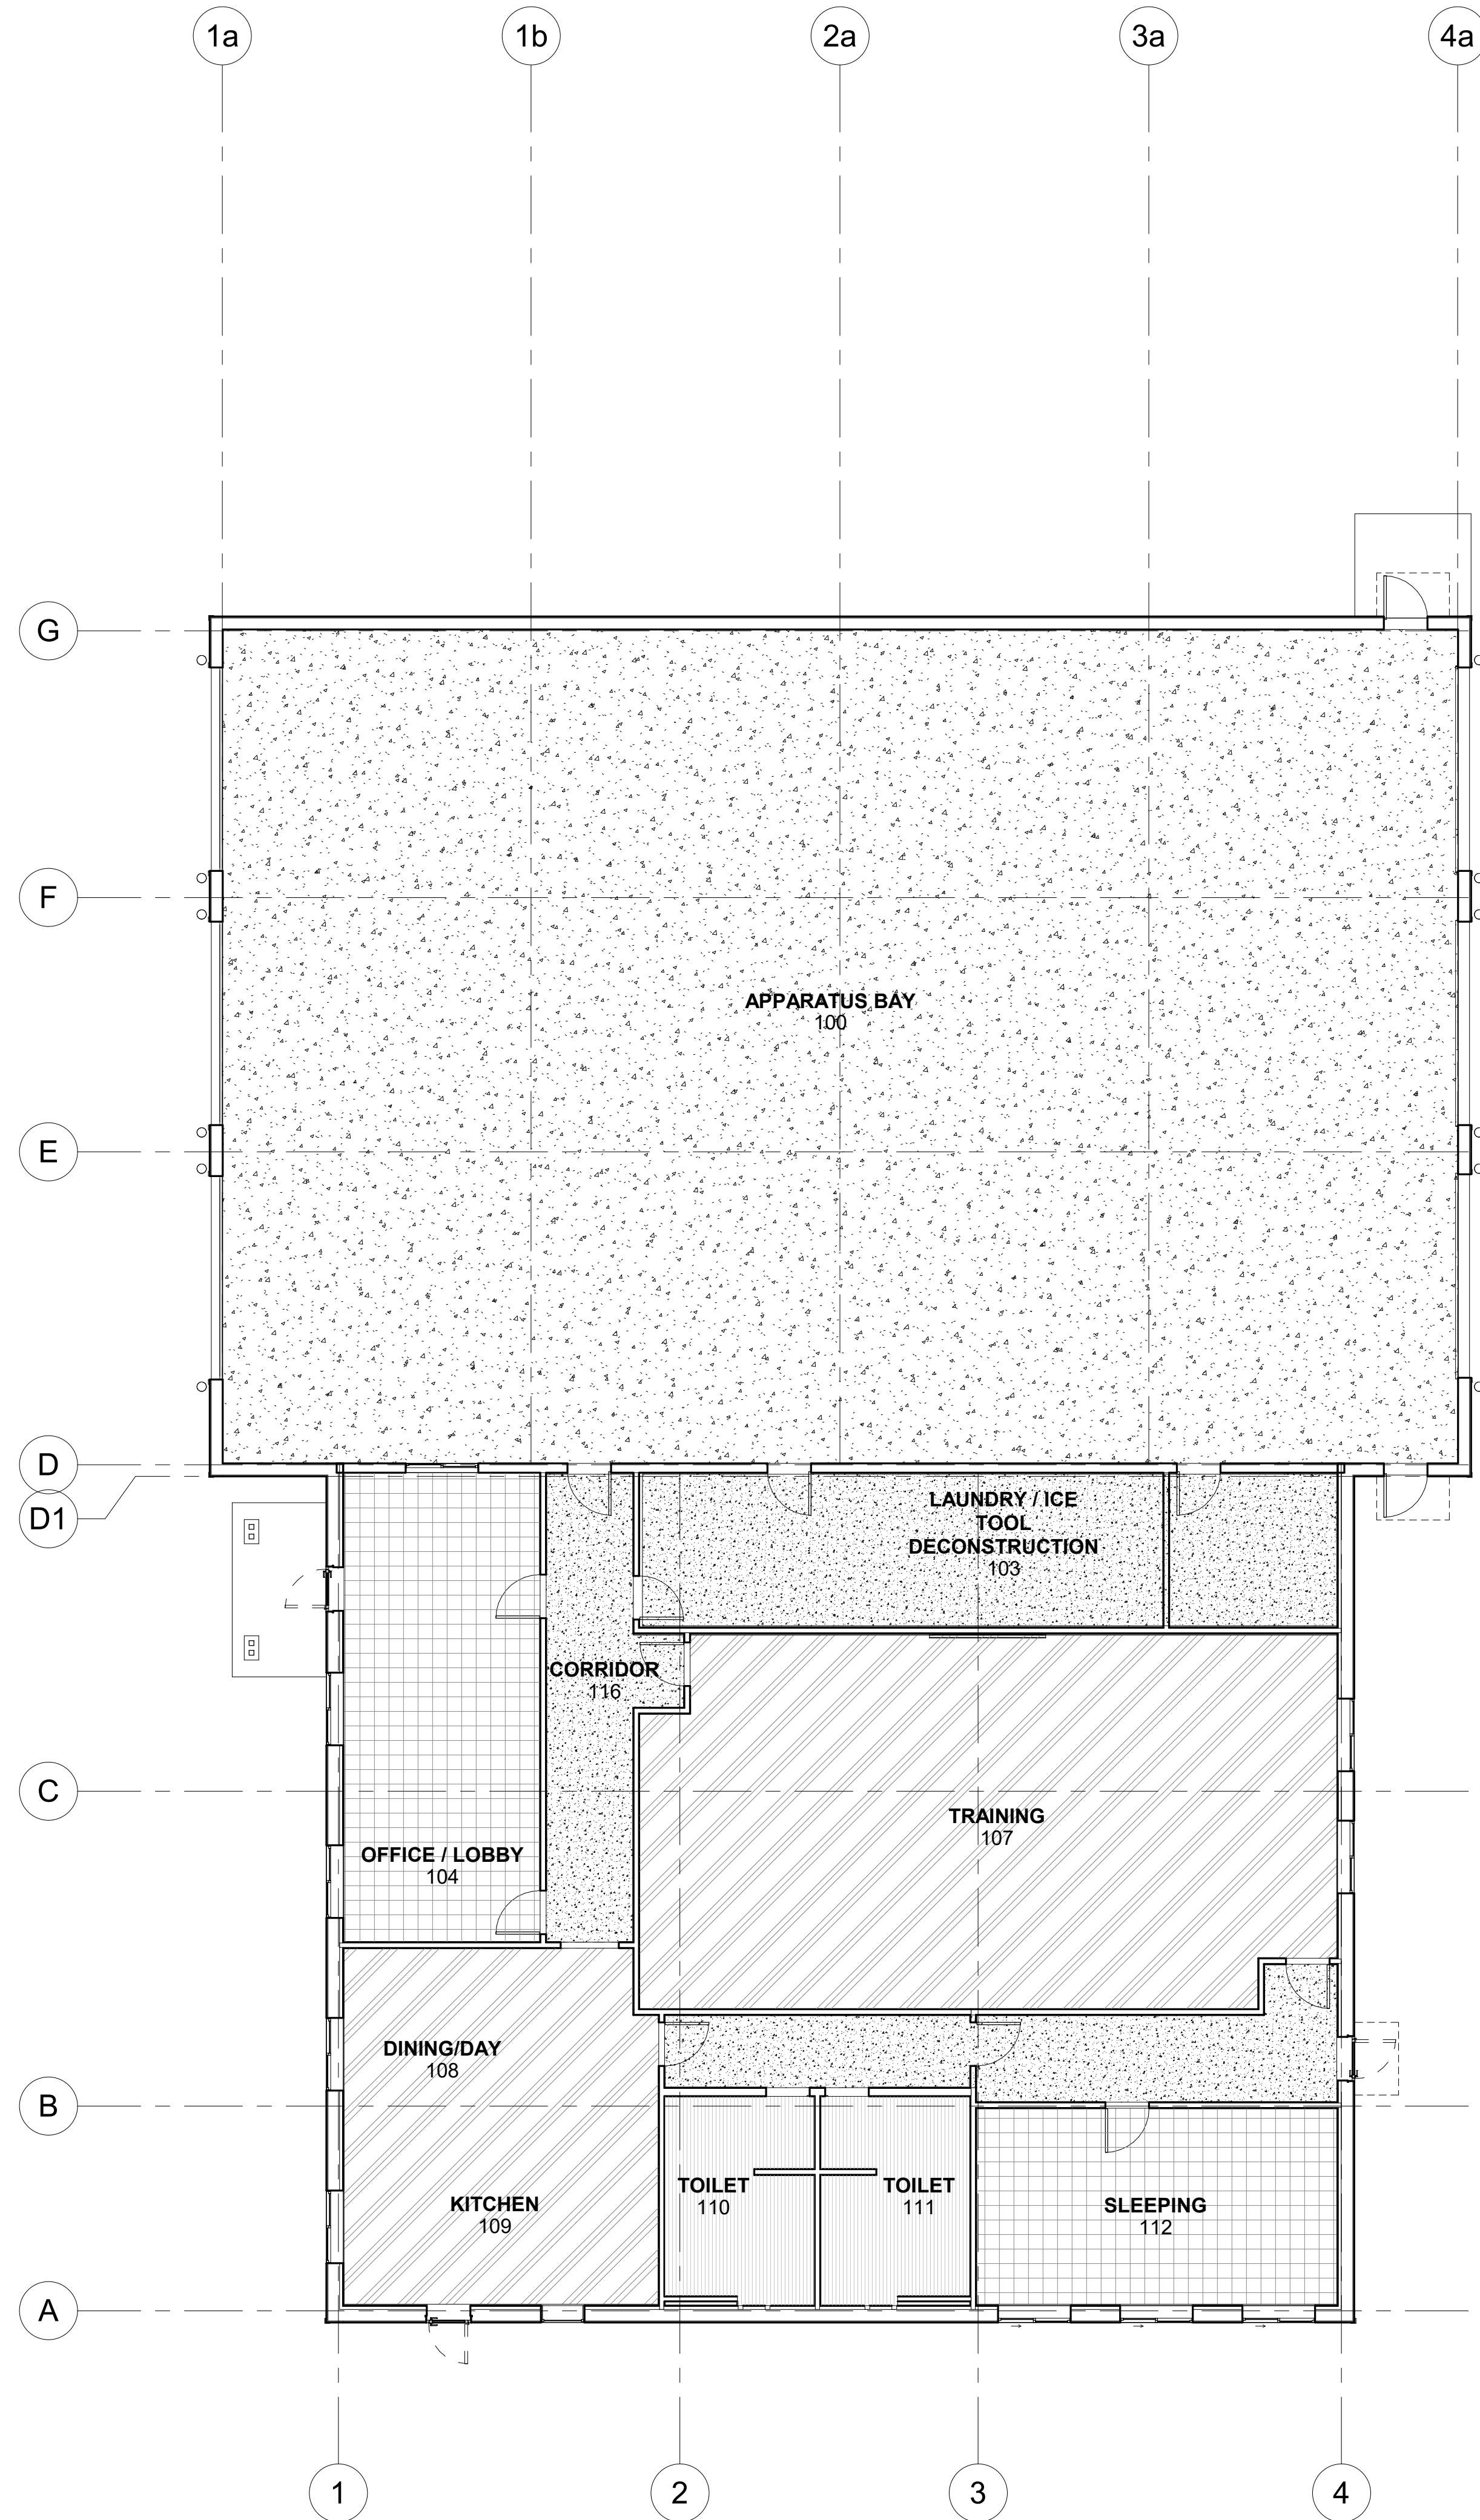 1a
1b
2a
3a
4a
G
F
APPARATUS BAY
100
E
D
D1
LAUNDRY / ICE
TOOL
DECONSTRUCTION
103
CORRIDOR
116
C
TRAINING
107
OFFICE / LOBBY
104
DINING/DAY
108
B
TOILET
110
TOILET
111
KITCHEN
109
SLEEPING
112
A
1
2
3
4